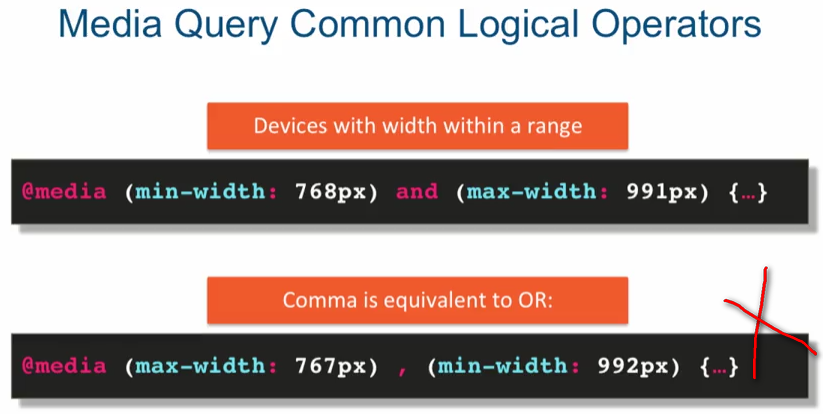 Media Query Common Logical Operators
Devices with width within a range
@media (min-width: 768px) and (max-width: 991px) {…}
Comma is equivalent to OR:
@media (max-width: 767px) , (min-width: 992px) {…}